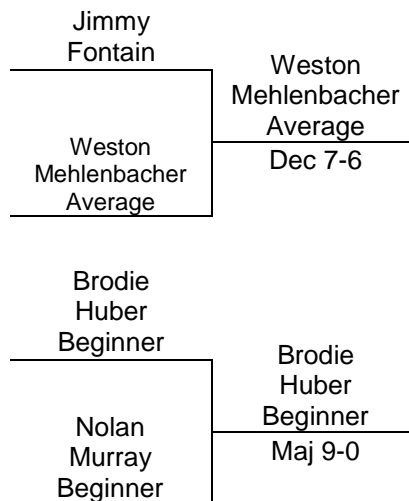 Jimmy
Fontain
Weston
Mehlenbacher
Average
Dec 7-6
Weston
Mehlenbacher
Average
Brodie
Huber
Beginner
Brodie
Huber
Beginner
Maj 9-0
Nolan
Murray
Beginner